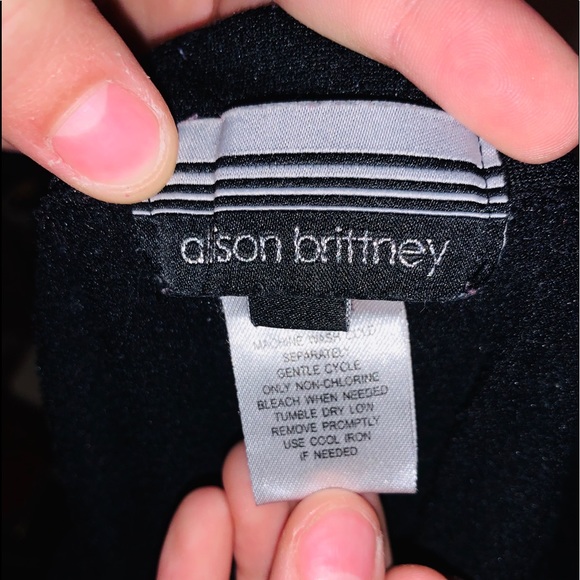 alison brittney
MACHINE WASH COLD
SEPARATELY
GENTLE CYCLE
ONLY NON-CHLORINE
BLEACH WHEN NEEDED
TUMBLE DRY LOW
REMOVE PROMPTLY
USE COOL IRON
IF NEEDED